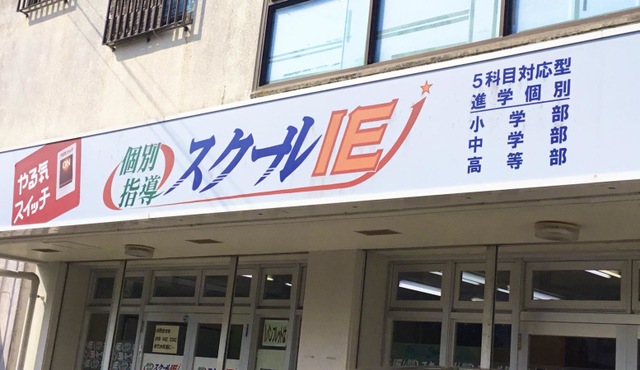 やる気
スイッチ
ON
個別
指導
スクールIE
5科目対応型
進学個別
小学部
中学部
高等部